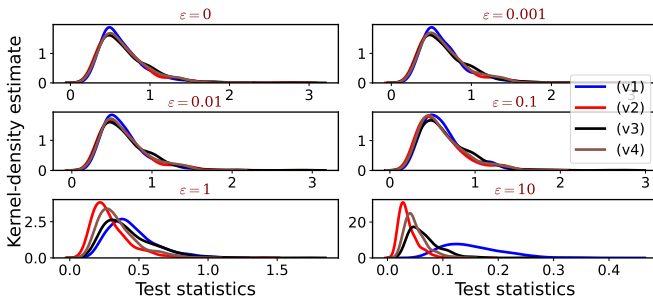 ε = 0
ε = 0.001
1
0
0 1 2 3
1
0
0 1 2 3
ε = 0.01
ε = 0.1
1
0
0 1 2 3
1
0
0 1 2 3
ε = 1
ε = 10
2.5
0.0
0.0 0.5 1.0 1.5
20
0
0.0 0.1 0.2 0.3 0.4
Kernel-density estimate
Test statistics
Test statistics
(v1)
(v2)
(v3)
(v4)